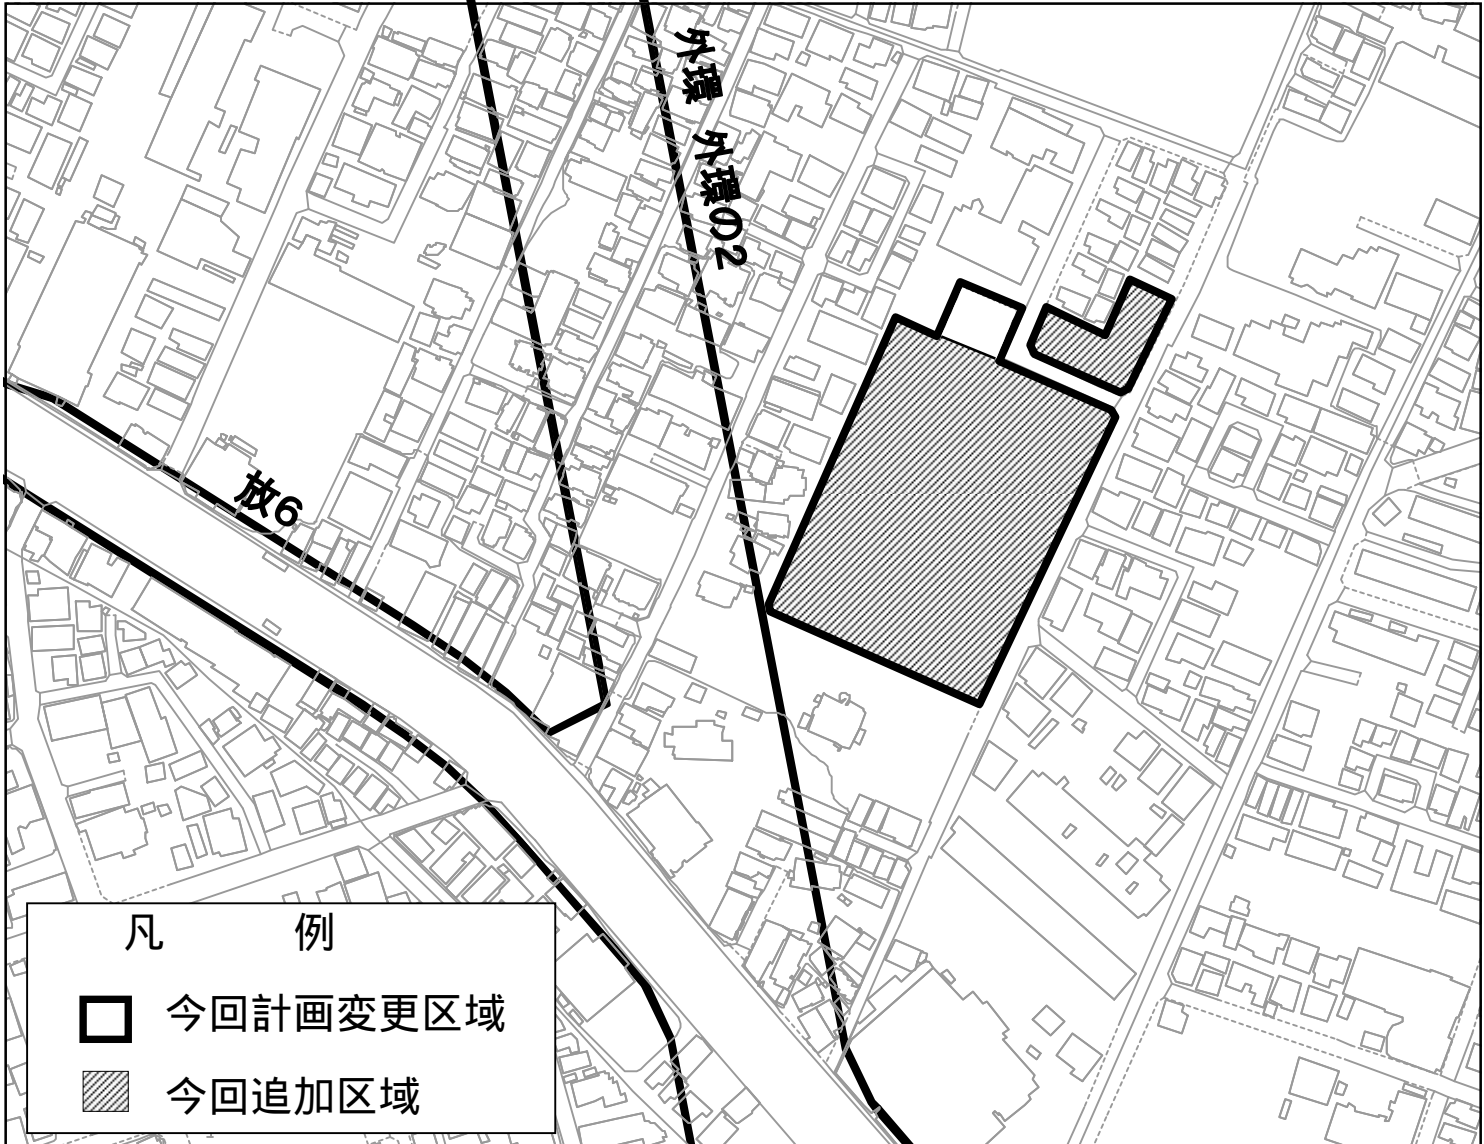 外環 外環の2
放6
凡 例
今回計画変更区域
今回追加区域